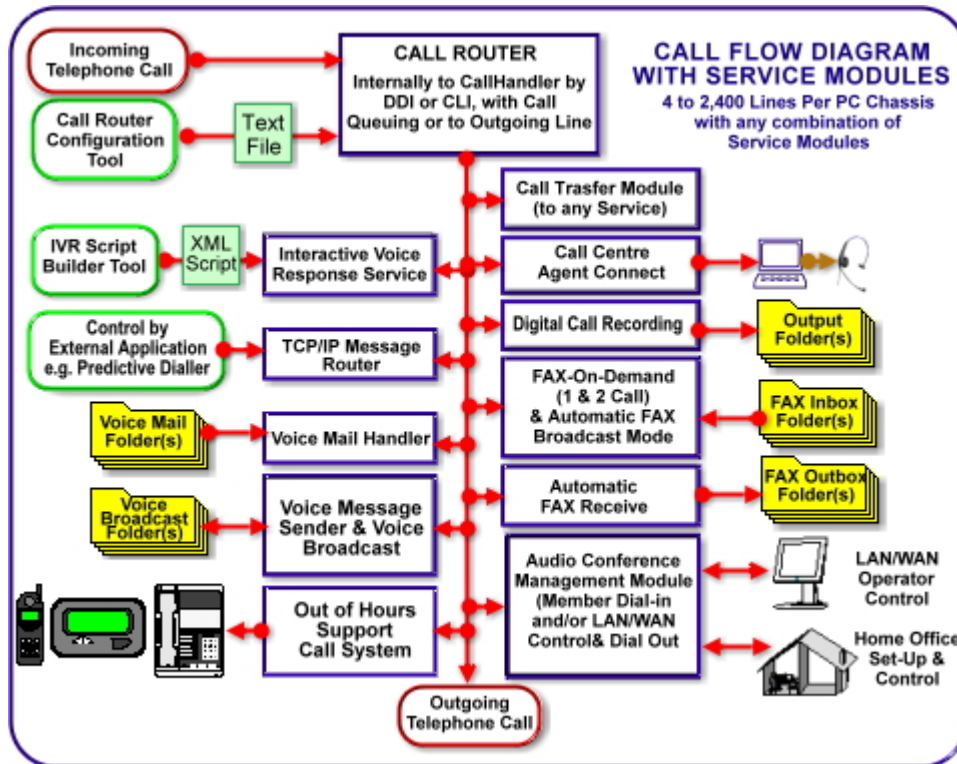 Incoming
Telephone Call
CALL ROUTER
Internally to CallHandler by
DDI or CLI, with Call
Queuing or to Outgoing Line
CALL FLOW DIAGRAM
WITH SERVICE MODULES
4 to 2,400 Lines Per PC Chassis
with any combination of
Service Modules
Call Router
Configuration
Tool
Text
File
Call Trasfer Module
(to any Service)
IVR Script
Builder Tool
XML
Script
Interactive Voice
Response Service
Call Centre
Agent Connect
Digital Call Recording
Output
Folder(s)
Control by
External Application
e.g. Predictive Dialler
TCP/IP Message
Router
FAX-On-Demand
(1 & 2 Call)
& Automatic FAX
Broadcast Mode
FAX Inbox
Folder(s)
Voice Mail
Folder(s)
Voice Mail Handler
Automatic
FAX Receive
FAX Outbox
Folder(s)
Voice
Broadcast
Folder(s)
Voice Message
Sender & Voice
Broadcast
Audio Conference
Management Module
(Member Dial-in
and/or LAN/WAN
Control& Dial Out
LAN/WAN
Operator
Control
Out of Hours
Support
Call System
Home Office
Set-Up &
Control
Outgoing
Telephone Call